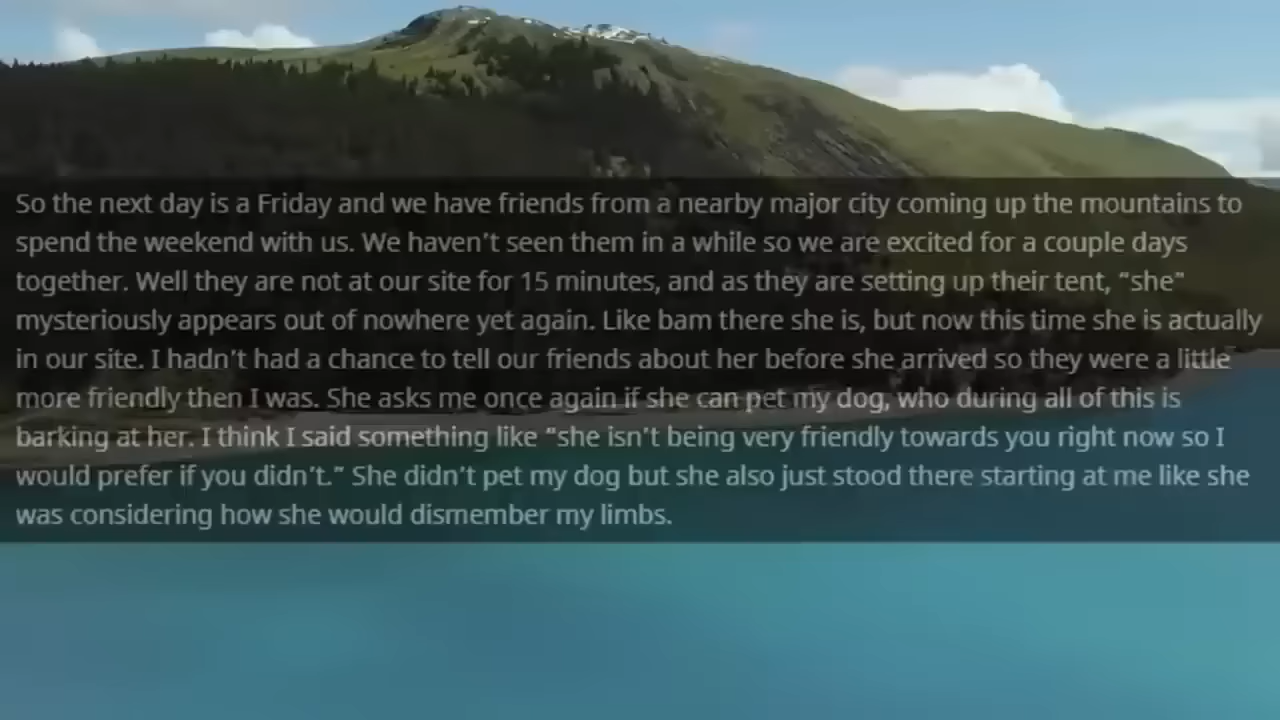 So the next day is a Friday and we have friends from a nearby major city coming up the mountains to
spend the weekend with us. We haven't seen them in a while so we are excited for a couple days
together. Well they are not at our site for 15 minutes, and as they are setting up their tent, “she”
mysteriously appears out of nowhere yet again. Like bam there she is, but now this time she is actually
in our site. I hadn't had a chance to tell our friends about her before she arrived so they were a little
more friendly then I was. She asks me once again if she can pet my dog, who during all of this is
barking at her. I think I said something like “she isn't being very friendly towards you right now so I
would prefer if you didn't.” She didn't pet my dog but she also just stood there starting at me like she
was considering how she would dismember my limbs.